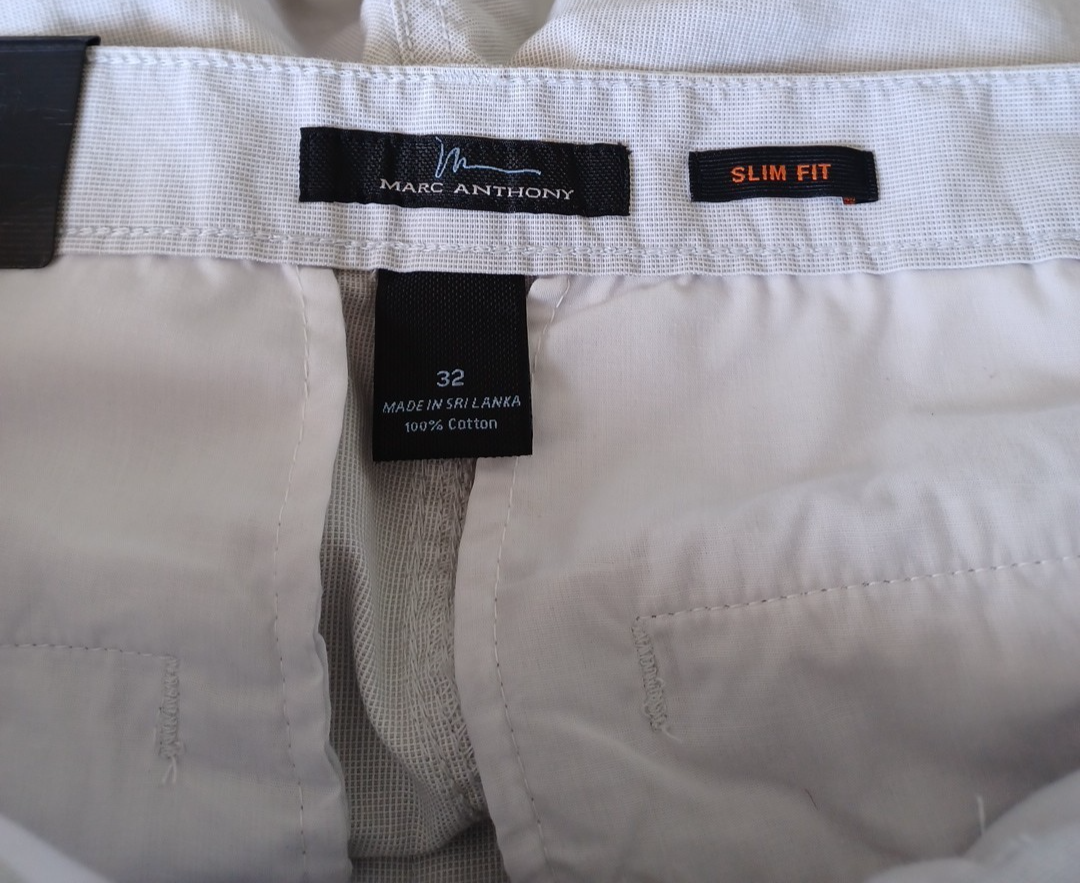 MARC ANTHONY
SLIM FIT
32
MADE IN SRI LANKA
100% Cotton